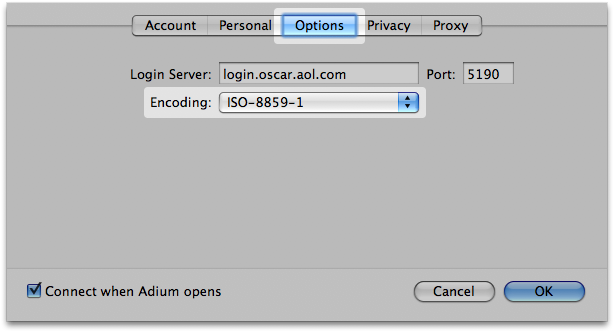 Account Personal Options Privacy Proxy
Login Server: login.oscar.aol.com Port: 5190
Encoding: ISO-8859-1
Connect when Adium opens Cancel OK